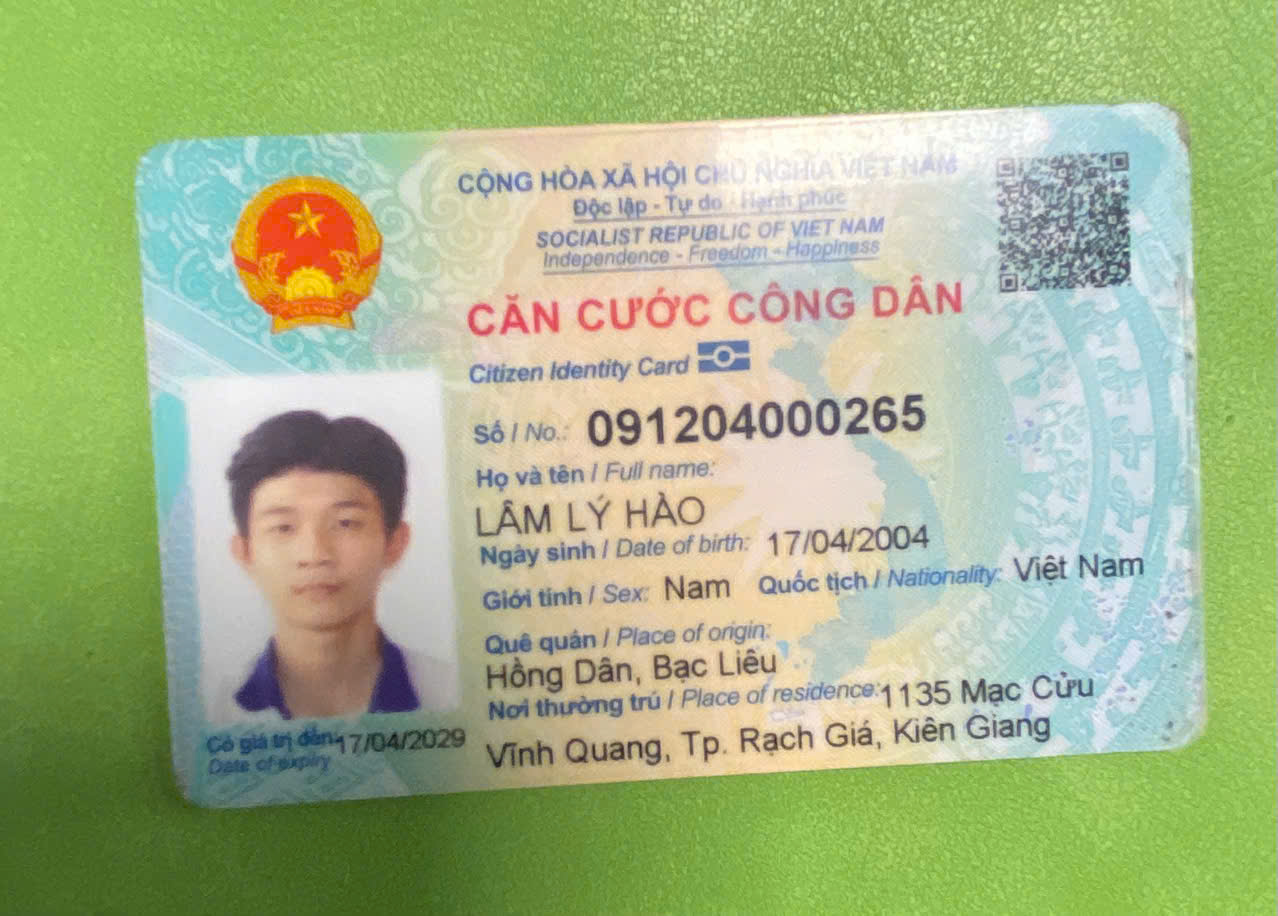 CỘNG HÒA XÃ HỘI CHỦ NGHĨA VIỆT NAM
Độc lập - Tự do - Hạnh phúc
SOCIALIST REPUBLIC OF VIET NAM
Independence - Freedom - Happiness
CĂN CƯỚC CÔNG DÂN
Citizen Identity Card
Số / No.: 091204000265
Họ và tên / Full name:
LÂM LÝ HÀO
Ngày sinh / Date of birth: 17/04/2004
Giới tính / Sex: Nam Quốc tịch / Nationality: Việt Nam
Quê quán / Place of origin:
Hồng Dân, Bạc Liêu
Nơi thường trú / Place of residence: 1135 Mạc Cửu
Vĩnh Quang, Tp. Rạch Giá, Kiên Giang
Có giá trị đến: 17/04/2029
Date of expiry